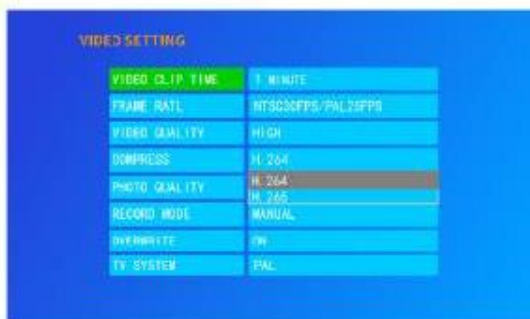 VIDEO SETTING
VIDEO CLIP TIME 1 MINUTE
FRAME RATE NTSC30FPS/PAL25FPS
VIDEO QUALITY HIGH
COMPRESS H.264
PHOTO QUALITY H.264
H.265
RECORD MODE MANUAL
OVERWRITE ON
TV SYSTEM PAL